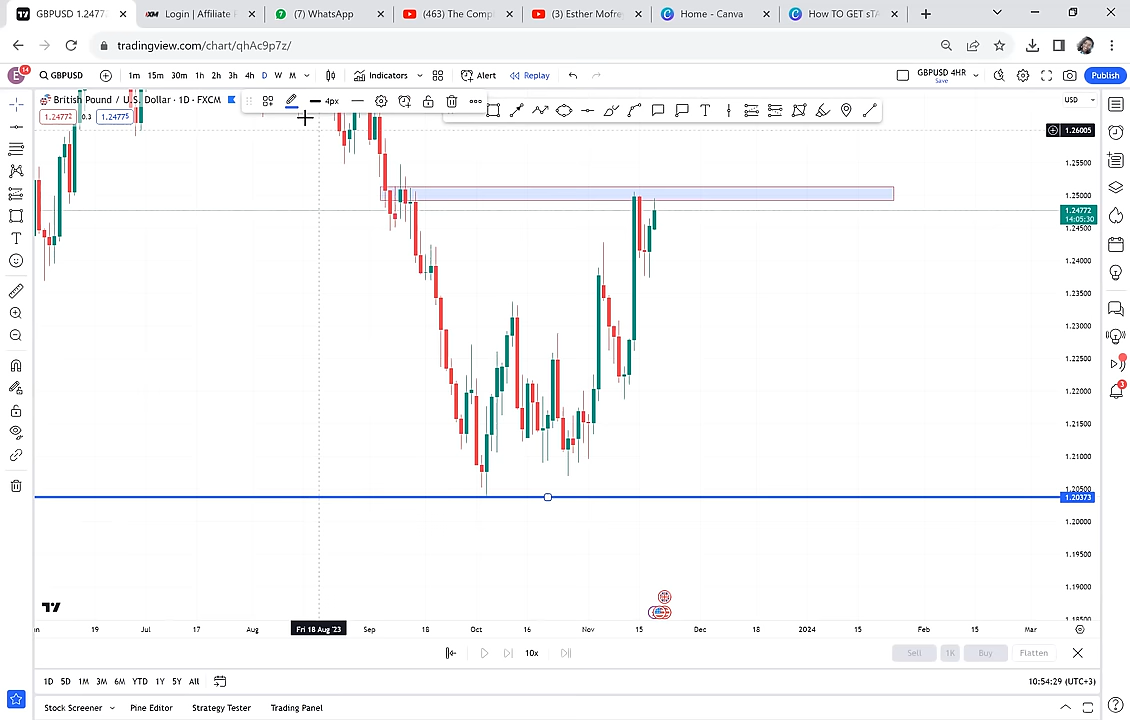 GBPUSD 1.2477
Login | Affiliate F
(7) WhatsApp
(463) The Comp
(3) Esther Mofre
Home - Canva
How TO GET sTA
tradingview.com/chart/qhAc9p7z/
E 14 GBPUSD 1m 15m 30m 1h 2h 3h 4h D W M Indicators Alert Replay GBPUSD 4HR Save Publish
British Pound / U.S. Dollar · 1D · FXCM
4px
USD
1.24772 0.3 1.24775
1.26005
1.25500
1.25000
1.24772
14:05:30
1.24500
1.24000
1.23500
1.23000
1.22500
1.22000
1.21500
1.21000
1.20500
1.20373
1.20000
1.19500
1.19000
1.18500
19 Jul 17 Aug Fri 18 Aug '23 Sep 18 Oct 16 Nov 15 Dec 18 2024 15 Feb 15 Mar
10x Sell 1K Buy Flatten
1D 5D 1M 3M 6M YTD 1Y 5Y All 10:54:29 (UTC+3)
Stock Screener Pine Editor Strategy Tester Trading Panel
3